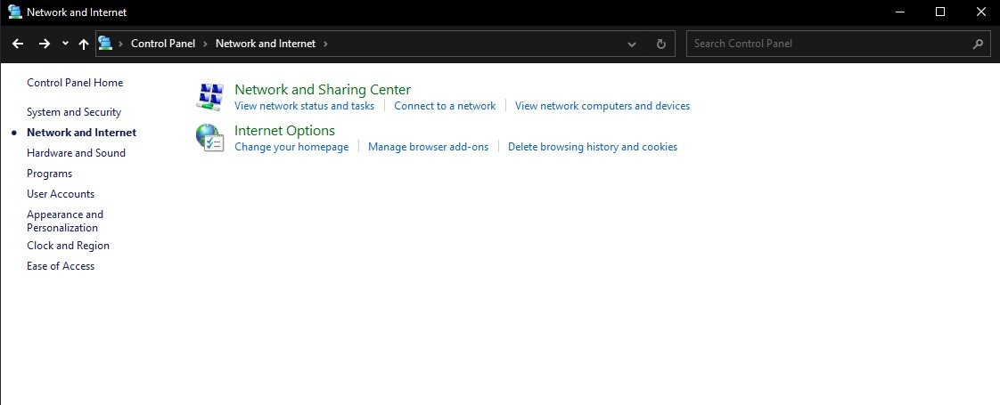 Network and Internet
Control Panel > Network and Internet >
Search Control Panel
Control Panel Home
System and Security
Network and Internet
Hardware and Sound
Programs
User Accounts
Appearance and
Personalization
Clock and Region
Ease of Access
Network and Sharing Center
View network status and tasks | Connect to a network | View network computers and devices
Internet Options
Change your homepage | Manage browser add-ons | Delete browsing history and cookies